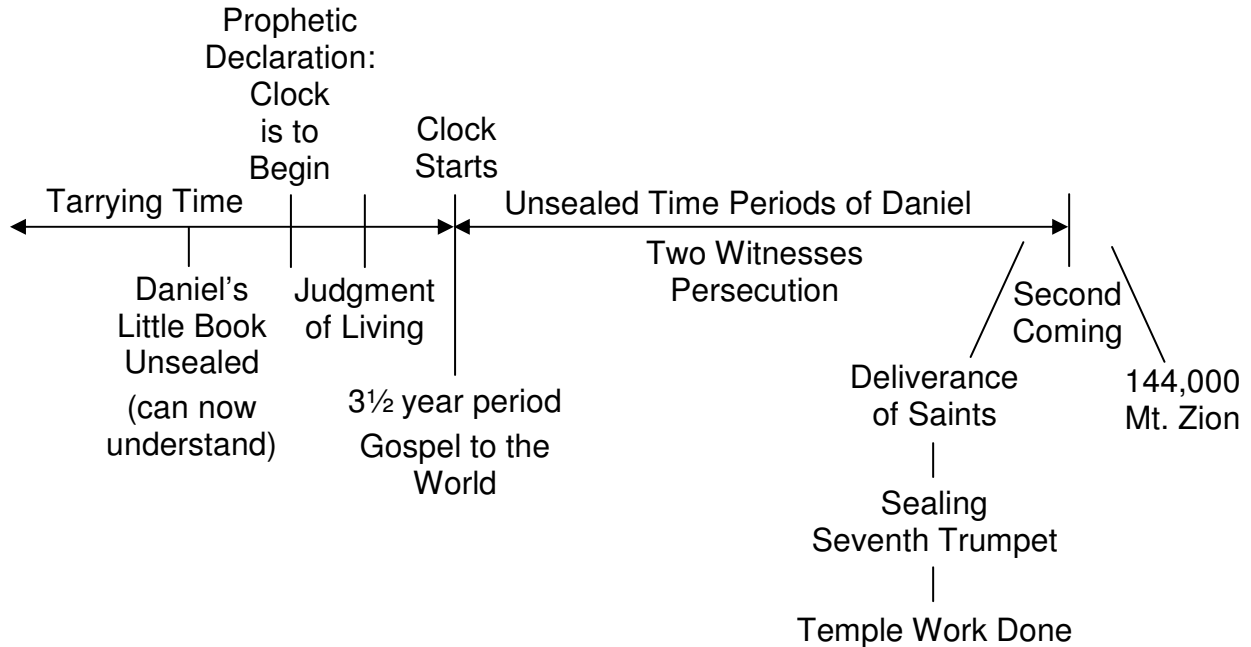 Prophetic
Declaration:
Clock
is to
Begin
Clock
Starts
Tarrying Time
Unsealed Time Periods of Daniel
Daniel’s
Little Book
Unsealed
(can now
understand)
Judgment
of Living
3½ year period
Gospel to the
World
Two Witnesses
Persecution
Second
Coming
Deliverance
of Saints
Sealing
Seventh Trumpet
Temple Work Done
144,000
Mt. Zion